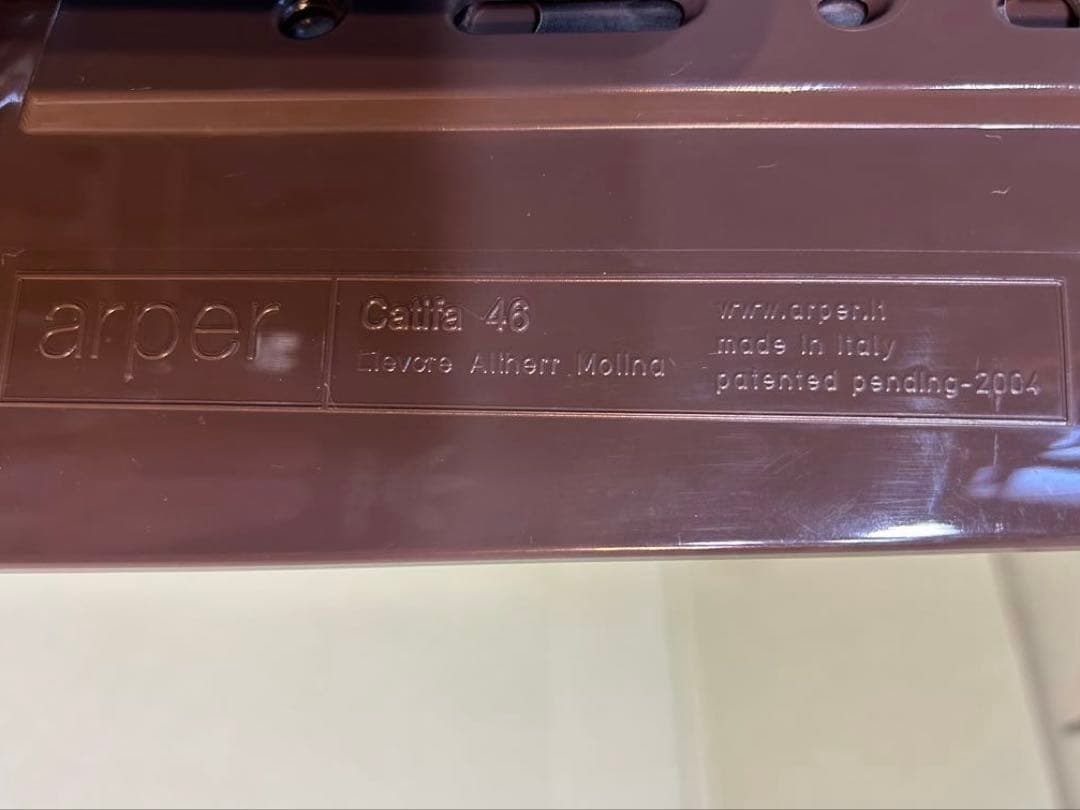 arper
Catifa 46
Lievore Altherr Molina
www.arper.it
made in Italy
patented pending-2004